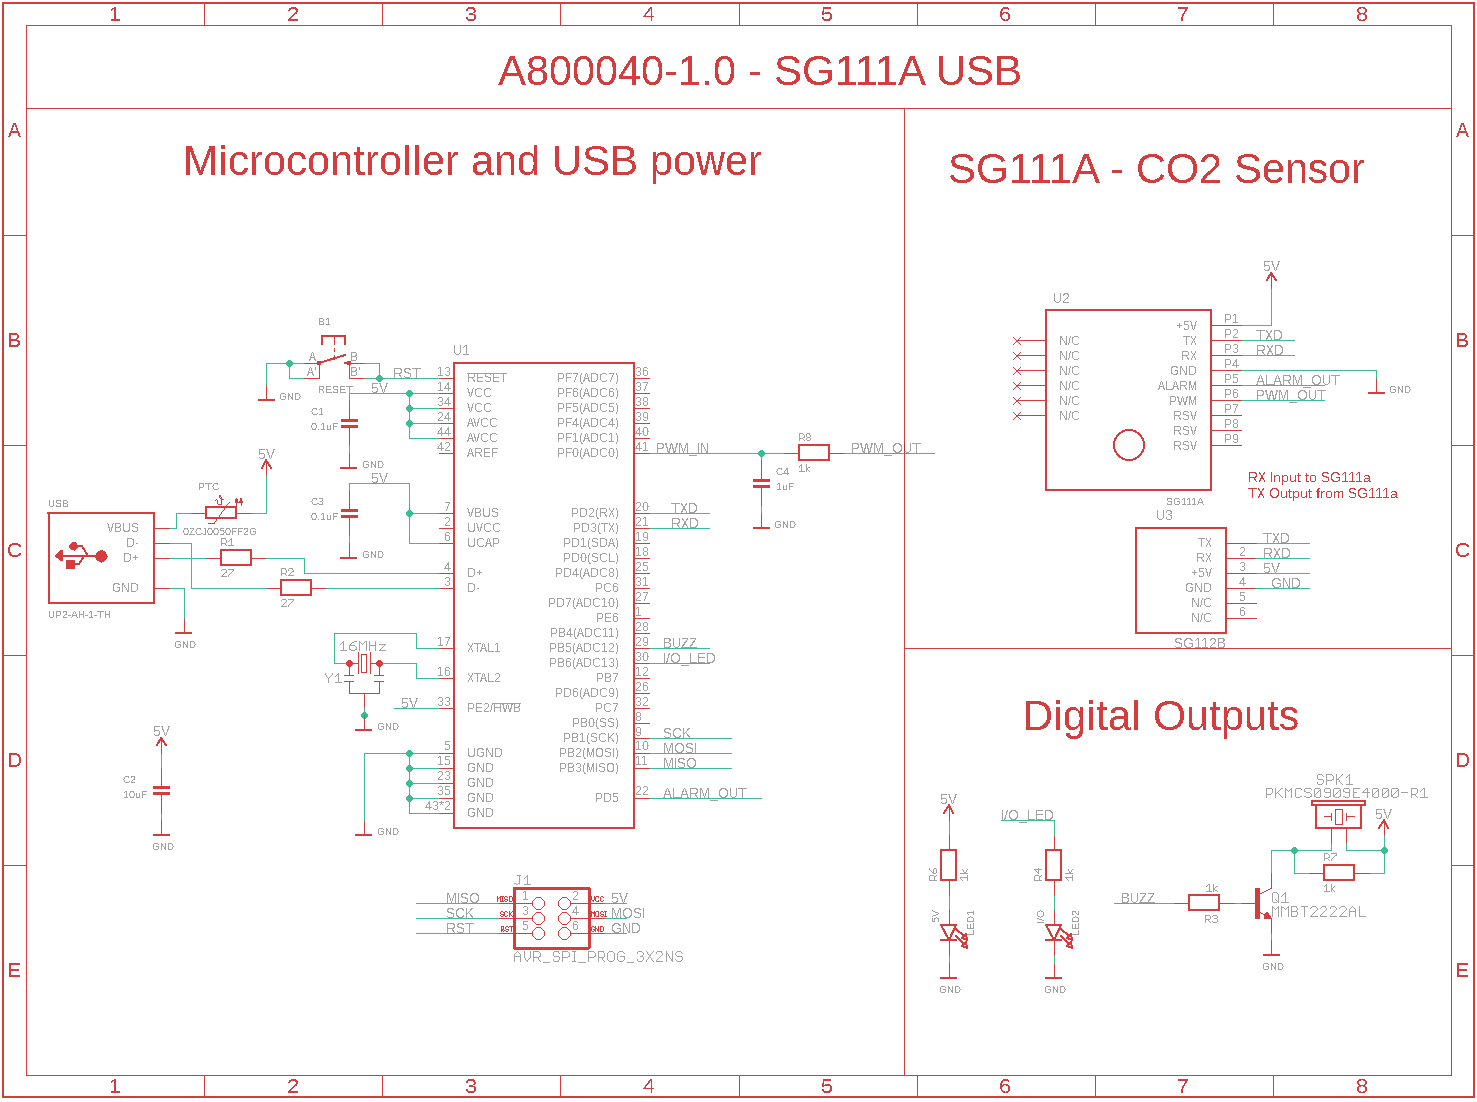 1 2 3 4 5 6 7 8
A800040-1.0 - SG111A USB
A A
Microcontroller and USB power
SG111A - CO2 Sensor
B B
B1
A B
A' B'
RESET
GND
RST
5V
C1
0.1uF
GND
5V
C3
0.1uF
GND
5V
PTC
0ZCJ0050FF2G
USB
VBUS
D-
D+
GND
UP2-AH-1-TH
GND
R1
27
R2
27
16MHz
Y1
GND
5V
GND
5V
C2
10uF
GND
U1
13 RESET
14 VCC
34 VCC
24 AVCC
44 AVCC
42 AREF
7 VBUS
2 UVCC
6 UCAP
4 D+
3 D-
17 XTAL1
16 XTAL2
33 PE2/HWB
5 UGND
15 GND
23 GND
35 GND
43*2 GND
PF7(ADC7) 36
PF6(ADC6) 37
PF5(ADC5) 38
PF4(ADC4) 39
PF1(ADC1) 40
PF0(ADC0) 41 PWM_IN
PD2(RX) 20 TXD
PD3(TX) 21 RXD
PD1(SDA) 19
PD0(SCL) 18
PD4(ADC8) 25
PC6 31
PD7(ADC10) 27
PE6 1
PB4(ADC11) 28
PB5(ADC12) 29 BUZZ
PB6(ADC13) 30 I/O_LED
PB7 12
PD6(ADC9) 26
PC7 32
PB0(SS) 8
PB1(SCK) 9 SCK
PB2(MOSI) 10 MOSI
PB3(MISO) 11 MISO
PD5 22 ALARM_OUT
R8
1k
PWM_OUT
C4
1uF
GND
J1
MISO MISO 1 2 VCC 5V
SCK SCK 3 4 MOSI MOSI
RST RST 5 6 GND GND
AVR_SPI_PROG_3X2NS
5V
U2
N/C
N/C
N/C
N/C
N/C
N/C
+5V P1
TX P2 TXD
RX P3 RXD
GND P4
ALARM P5 ALARM_OUT
PWM P6 PWM_OUT
RSV P7
RSV P8
RSV P9
GND
SG111A
RX Input to SG111a
TX Output from SG111a
U3
TX TXD
RX 2 RXD
+5V 3 5V
GND 4 GND
N/C 5
N/C 6
SG112B
C C
Digital Outputs
D D
5V
R6
1k
5V
LED1
GND
I/O_LED
R4
1k
I/O
LED2
GND
SPK1
PKMCS0909E4000-R1
5V
R7
1k
BUZZ
1k
R3
Q1
MMBT2222AL
GND
E E
1 2 3 4 5 6 7 8